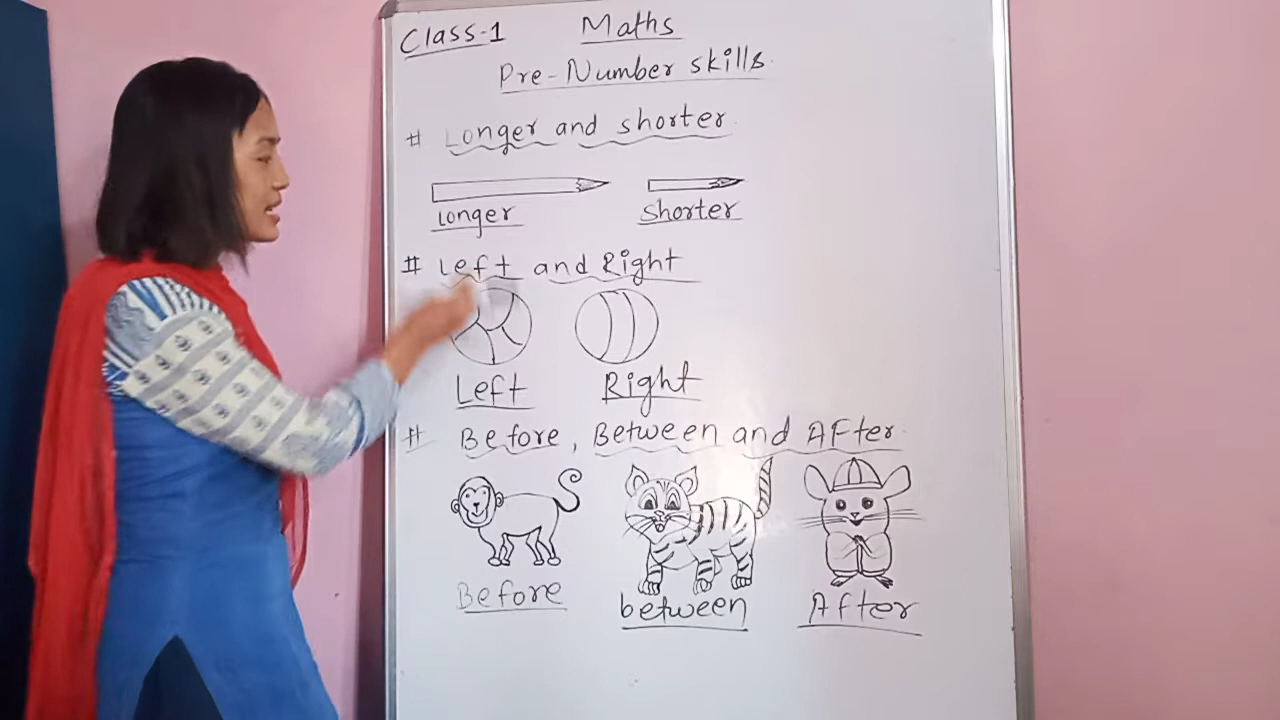 Class-1 Maths
Pre-Number skills.
# Longer and shorter.
Longer shorter
# Left and Right
Left Right
# Before, Between and After.
Before between After